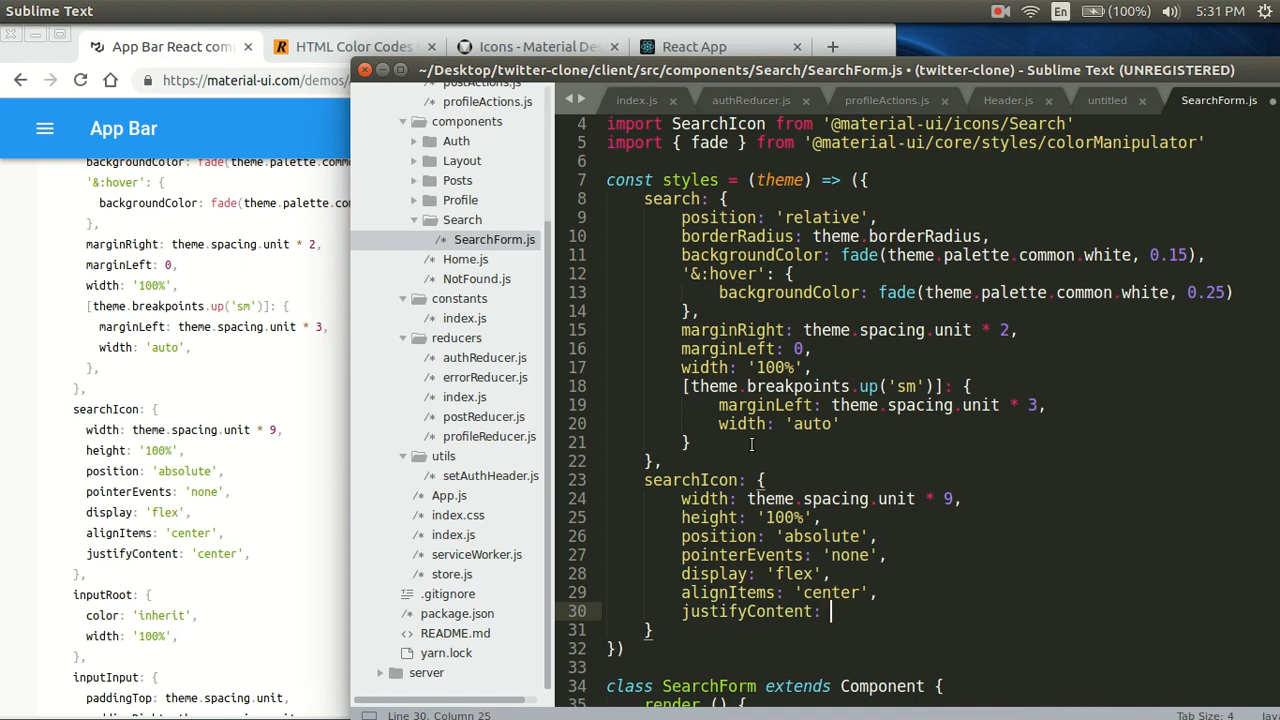 Sublime Text
En
(100%)
5:31 PM
App Bar React com
HTML Color Codes
Icons - Material De
React App
https://material-ui.com/demos/
App Bar
backgroundColor: fade(theme.palette.comm
'&:hover': {
backgroundColor: fade(theme.palette.com
},
marginRight: theme.spacing.unit * 2,
marginLeft: 0,
width: '100%',
[theme.breakpoints.up('sm')]: {
marginLeft: theme.spacing.unit * 3,
width: 'auto',
},
},
searchIcon: {
width: theme.spacing.unit * 9,
height: '100%',
position: 'absolute',
pointerEvents: 'none',
display: 'flex',
alignItems: 'center',
justifyContent: 'center',
},
inputRoot: {
color: 'inherit',
width: '100%',
},
inputInput: {
paddingTop: theme.spacing.unit,
~/Desktop/twitter-clone/client/src/components/Search/SearchForm.js • (twitter-clone) - Sublime Text (UNREGISTERED)
profileActions.js
components
Auth
Layout
Posts
Profile
Search
SearchForm.js
Home.js
NotFound.js
constants
index.js
reducers
authReducer.js
errorReducer.js
index.js
postReducer.js
profileReducer.js
utils
setAuthHeader.js
App.js
index.css
index.js
serviceWorker.js
store.js
.gitignore
package.json
README.md
yarn.lock
server
index.js
authReducer.js
profileActions.js
Header.js
untitled
SearchForm.js
4 import SearchIcon from '@material-ui/icons/Search'
5 import { fade } from '@material-ui/core/styles/colorManipulator'
6
7 const styles = (theme) => ({
8 search: {
9 position: 'relative',
10 borderRadius: theme.borderRadius,
11 backgroundColor: fade(theme.palette.common.white, 0.15),
12 '&:hover': {
13 backgroundColor: fade(theme.palette.common.white, 0.25)
14 },
15 marginRight: theme.spacing.unit * 2,
16 marginLeft: 0,
17 width: '100%',
18 [theme.breakpoints.up('sm')]: {
19 marginLeft: theme.spacing.unit * 3,
20 width: 'auto'
21 }
22 },
23 searchIcon: {
24 width: theme.spacing.unit * 9,
25 height: '100%',
26 position: 'absolute',
27 pointerEvents: 'none',
28 display: 'flex',
29 alignItems: 'center',
30 justifyContent:
31 }
32 })
33
34 class SearchForm extends Component {
35 render () {
Line 30, Column 25
Tab Size: 4